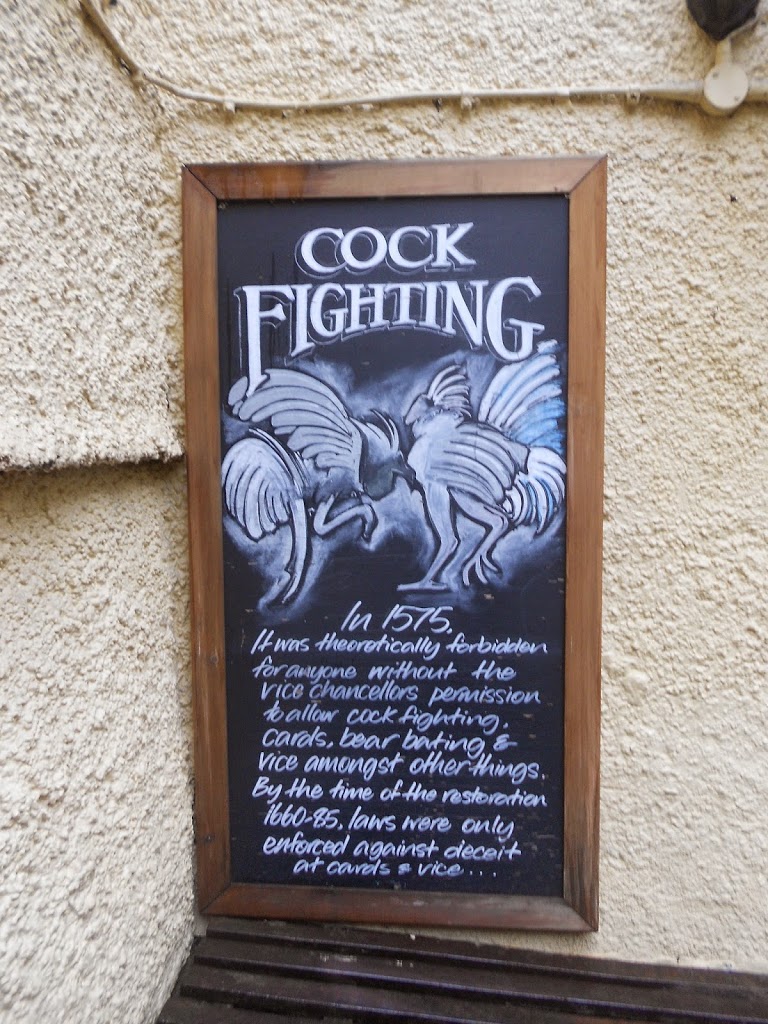 COCK
FIGHTING
In 1575.
It was theoretically forbidden
for anyone without the
vice chancellors permission
to allow cock fighting,
cards, bear bating &
vice amongst other things.
By the time of the restoration
1660-85, laws were only
enforced against deceit
at cards & vice...